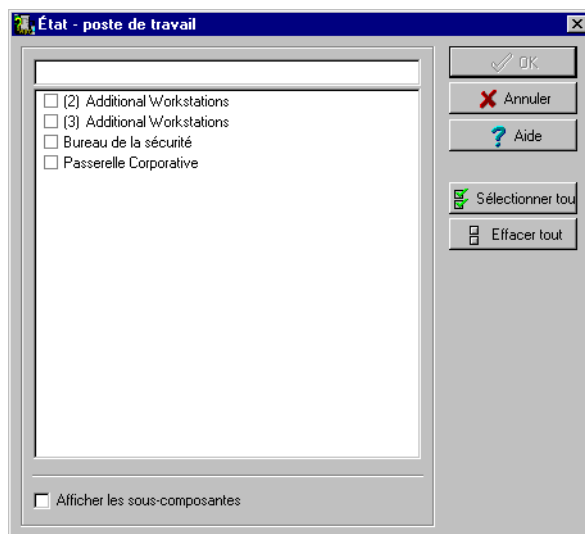 État - poste de travail
OK
(2) Additional Workstations
(3) Additional Workstations
Bureau de la sécurité
Passerelle Corporative
Annuler
Aide
Sélectionner tou
Effacer tout
Afficher les sous-composantes